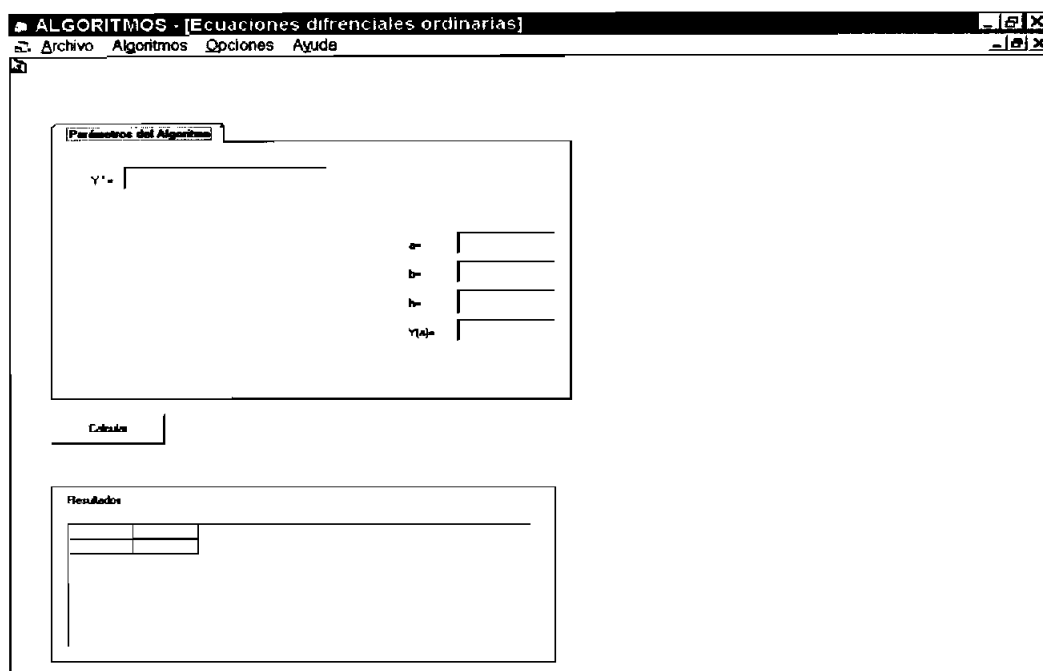 ALGORITMOS - [Ecuaciones difrenciales ordinarias]
Archivo Algoritmos Opciones Ayuda
Parámetros del Algoritmo
Y'=
a=
b=
h=
Y(a)=
Calcular
Resultados